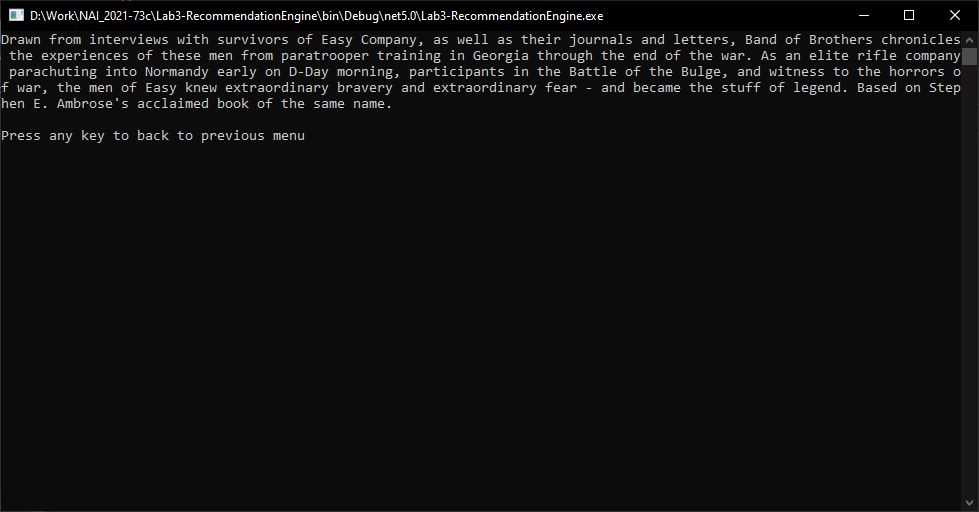 D:\Work\NAI_2021-73c\Lab3-RecommendationEngine\bin\Debug\net5.0\Lab3-RecommendationEngine.exe
Drawn from interviews with survivors of Easy Company, as well as their journals and letters, Band of Brothers chronicles
the experiences of these men from paratrooper training in Georgia through the end of the war. As an elite rifle company
parachuting into Normandy early on D-Day morning, participants in the Battle of the Bulge, and witness to the horrors o
f war, the men of Easy knew extraordinary bravery and extraordinary fear - and became the stuff of legend. Based on Step
hen E. Ambrose's acclaimed book of the same name.
Press any key to back to previous menu